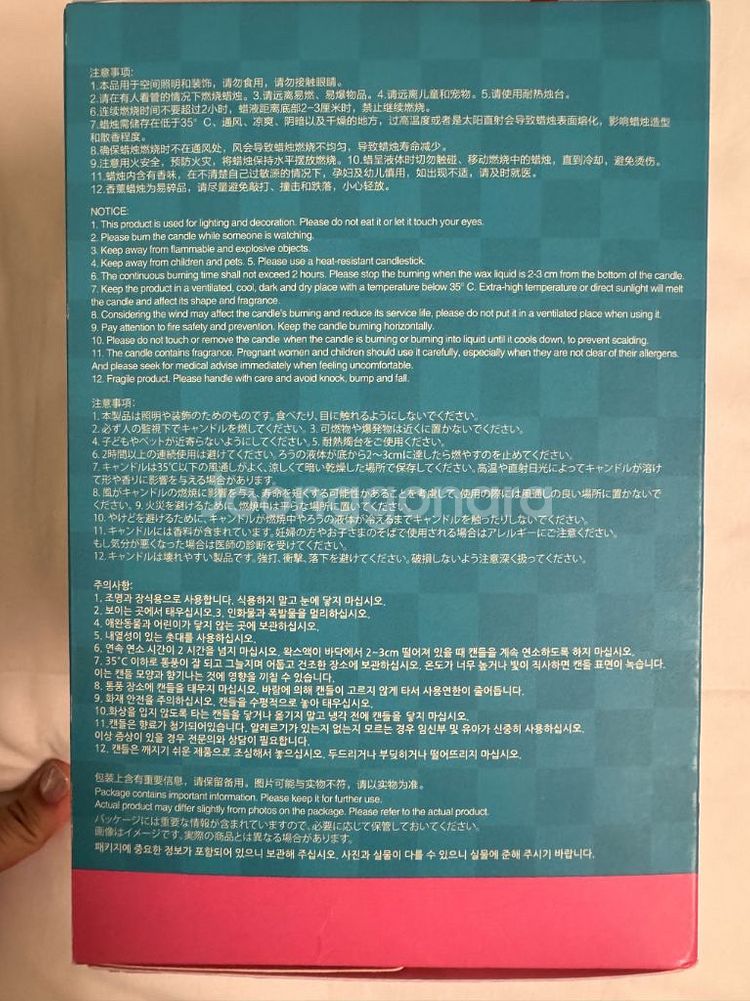 注意事项:
1.本品用于空间照明和装饰，请勿食用，请勿接触眼睛。
2.请在有人看管的情况下燃烧蜡烛。3.请远离易燃、易爆物品。4.请远离儿童和宠物。5.请使用耐热烛台。
6.连续燃烧时间不要超过2小时，蜡液距离底部2–3厘米时，禁止继续燃烧。
7.蜡烛需储存在低于35° C、通风、凉爽、阴暗以及干燥的地方，过高温度或者是太阳直射会导致蜡烛表面熔化，影响蜡烛造型
和散香程度。
8.确保蜡烛燃烧时不在通风处，风会导致蜡烛燃烧不均匀，导致蜡烛寿命减少。
9.注意用火安全，预防火灾，将蜡烛保持水平摆放燃烧。10.蜡呈液体时切勿触碰、移动燃烧中的蜡烛，直到冷却，避免烫伤。
11.蜡烛内含有香味，在不清楚自己过敏源的情况下，孕妇及幼儿慎用，如出现不适，请及时就医。
12.香薰蜡烛为易碎品，请尽量避免敲打、撞击和跌落，小心轻放。
NOTICE:
1. This product is used for lighting and decoration. Please do not eat it or let it touch your eyes.
2. Please burn the candle while someone is watching.
3. Keep away from flammable and explosive objects.
4. Keep away from children and pets. 5. Please use a heat-resistant candlestick.
6. The continuous burning time shall not exceed 2 hours. Please stop the burning when the wax liquid is 2-3 cm from the bottom of the candle.
7. Keep the product in a ventilated, cool, dark and dry place with a temperature below 35° C. Extra-high temperature or direct sunlight will melt
the candle and affect its shape and fragrance.
8. Considering the wind may affect the candle's burning and reduce its service life, please do not put it in a ventilated place when using it.
9. Pay attention to fire safety and prevention. Keep the candle burning horizontally.
10. Please do not touch or remove the candle when the candle is burning or burning into liquid until it cools down, to prevent scalding.
11. The candle contains fragrance. Pregnant women and children should use it carefully, especially when they are not clear of their allergens.
And please seek for medical advise immediately when feeling uncomfortable.
12. Fragile product. Please handle with care and avoid knock, bump and fall.
注意事項:
1. 本製品は照明や装飾のためのものです。食べたり、目に触れるようにしないでください。
2. 必ず人の監視下でキャンドルを燃してください。3. 可燃物や爆発物は近くに置かないでください。
4. 子どもやペットが近寄らないようにしてください。5. 耐熱燭台をご使用ください。
6. 2時間以上の連続使用は避けてください。ろうの液体が底から2～3cmに達したら燃やすのを止めてください。
7. キャンドルは35℃以下の風通しがよく、涼しくて暗い乾燥した場所で保存してください。高温や直射日光によってキャンドルが溶け
て形や香りに影響を与える場合があります。
8. 風がキャンドルの燃焼に影響を与え、寿命を短くする可能性があることを考慮して、使用の際には風通しの良い場所に置かないで
ください。9. 火災を避けるために、燃焼中は平らな場所に置いてください。
10. やけどを避けるために、キャンドルが燃焼中やろうの液体が冷えるまでキャンドルを触ったりしないでください。
11. キャンドルには香料が含まれています。妊婦の方やお子さまのそばで使用される場合はアレルギーにご注意ください。
もし気分が悪くなった場合は医師の診断を受けてください。
12. キャンドルは壊れやすい製品です。強打、衝撃、落下を避けてください。破損しないよう注意深く扱ってください。
joonggonara
주의사항:
1. 조명과 장식용으로 사용합니다. 식용하지 말고 눈에 닿지 마십시오.
2. 보이는 곳에서 태우십시오.3. 인화물과 폭발물을 멀리하십시오.
4. 애완동물과 어린이가 닿지 않는 곳에 보관하십시오.
5. 내열성이 있는 촛대를 사용하십시오.
6. 연속 연소 시간이 2 시간을 넘지 마십시오. 왁스액이 바닥에서 2~3cm 떨어져 있을 때 캔들을 계속 연소하도록 하지 마십시오.
7. 35°C 이하로 통풍이 잘 되고 그늘지며 어둡고 건조한 장소에 보관하십시오. 온도가 너무 높거나 빛이 직사하면 캔들 표면이 녹습니다.
이는 캔들 모양과 향기나는 것에 영향을 끼칠 수 있습니다.
8. 통풍 장소에 캔들을 태우지 마십시오. 바람에 의해 캔들이 고르지 않게 타서 사용연한이 줄어듭니다.
9. 화재 안전을 주의하십시오. 캔들을 수평적으로 놓아 태우십시오.
10.화상을 입지 않도록 타는 캔들을 닿거나 옮기지 말고 냉각 전에 캔들을 닿지 마십시오.
11.캔들은 향료가 첨가되어있습니다. 알레르기가 있는지 없는지 모르는 경우 임신부 및 유아가 신중히 사용하십시오.
이상 증상이 있을 경우 전문의와 상담이 필요합니다.
12. 캔들은 깨지기 쉬운 제품으로 조심해서 놓으십시오. 두드리거나 부딪히거나 떨어뜨리지 마십시오.
包装上含有重要信息，请保留备用。图片可能与实物不符，请以实物为准。
Package contains important information. Please keep it for further use.
Actual product may differ slightly from photos on the package. Please refer to the actual product.
パッケージには重要な情報が含まれていますので、必要に応じて保管しておいてください。
画像はイメージです。実際の商品とは異なる場合があります。
패키지에 중요한 정보가 포함되어 있으니 보관해 주십시오. 사진과 실물이 다를 수 있으니 실물에 준해 주시기 바랍니다.